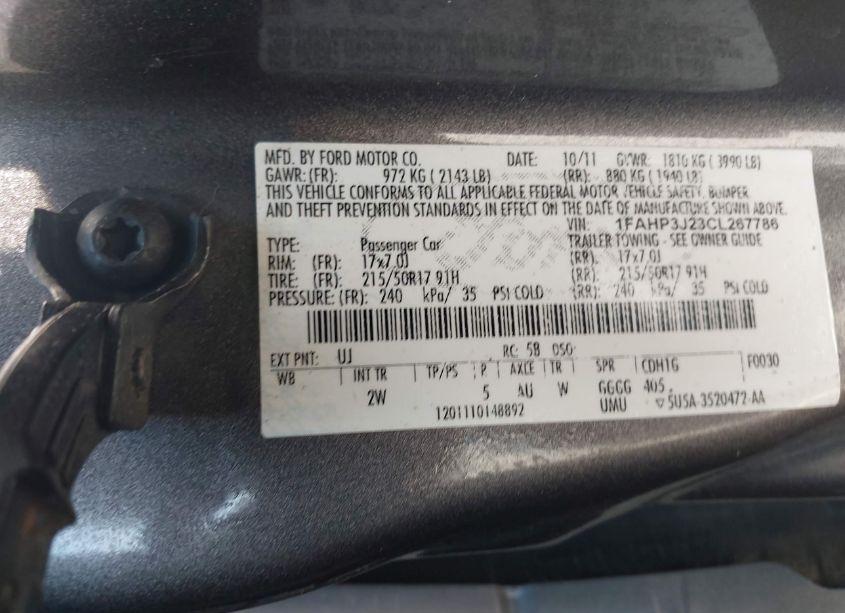 MFD. BY FORD MOTOR CO. DATE: 10/11 GVWR: 1810 KG ( 3990 LB)
GAWR: (FR): 972 KG ( 2143 LB) (RR): 880 KG ( 1940 LB)
THIS VEHICLE CONFORMS TO ALL APPLICABLE FEDERAL MOTOR VEHICLE SAFETY, BUMPER
AND THEFT PREVENTION STANDARDS IN EFFECT ON THE DATE OF MANUFACTURE SHOWN ABOVE.
VIN: 1FAHP3J23CL267786
TYPE: Passenger Car TRAILER TOWING - SEE OWNER GUIDE
RIM: (FR): 17x7.0J (RR): 17x7.0J
TIRE: (FR): 215/50R17 91H (RR): 215/50R17 91H
PRESSURE: (FR): 240 kPa/ 35 PSI COLD (RR): 240 kPa/ 35 PSI COLD
EXT PNT: UJ RC: 58 DSO: F0030
WB INT TR TP/PS P AXLE TR SPR CDH1G
2W 5 AU W GGGG 405
1201110148892 UMU ▽ 5U5A-3520472-AA